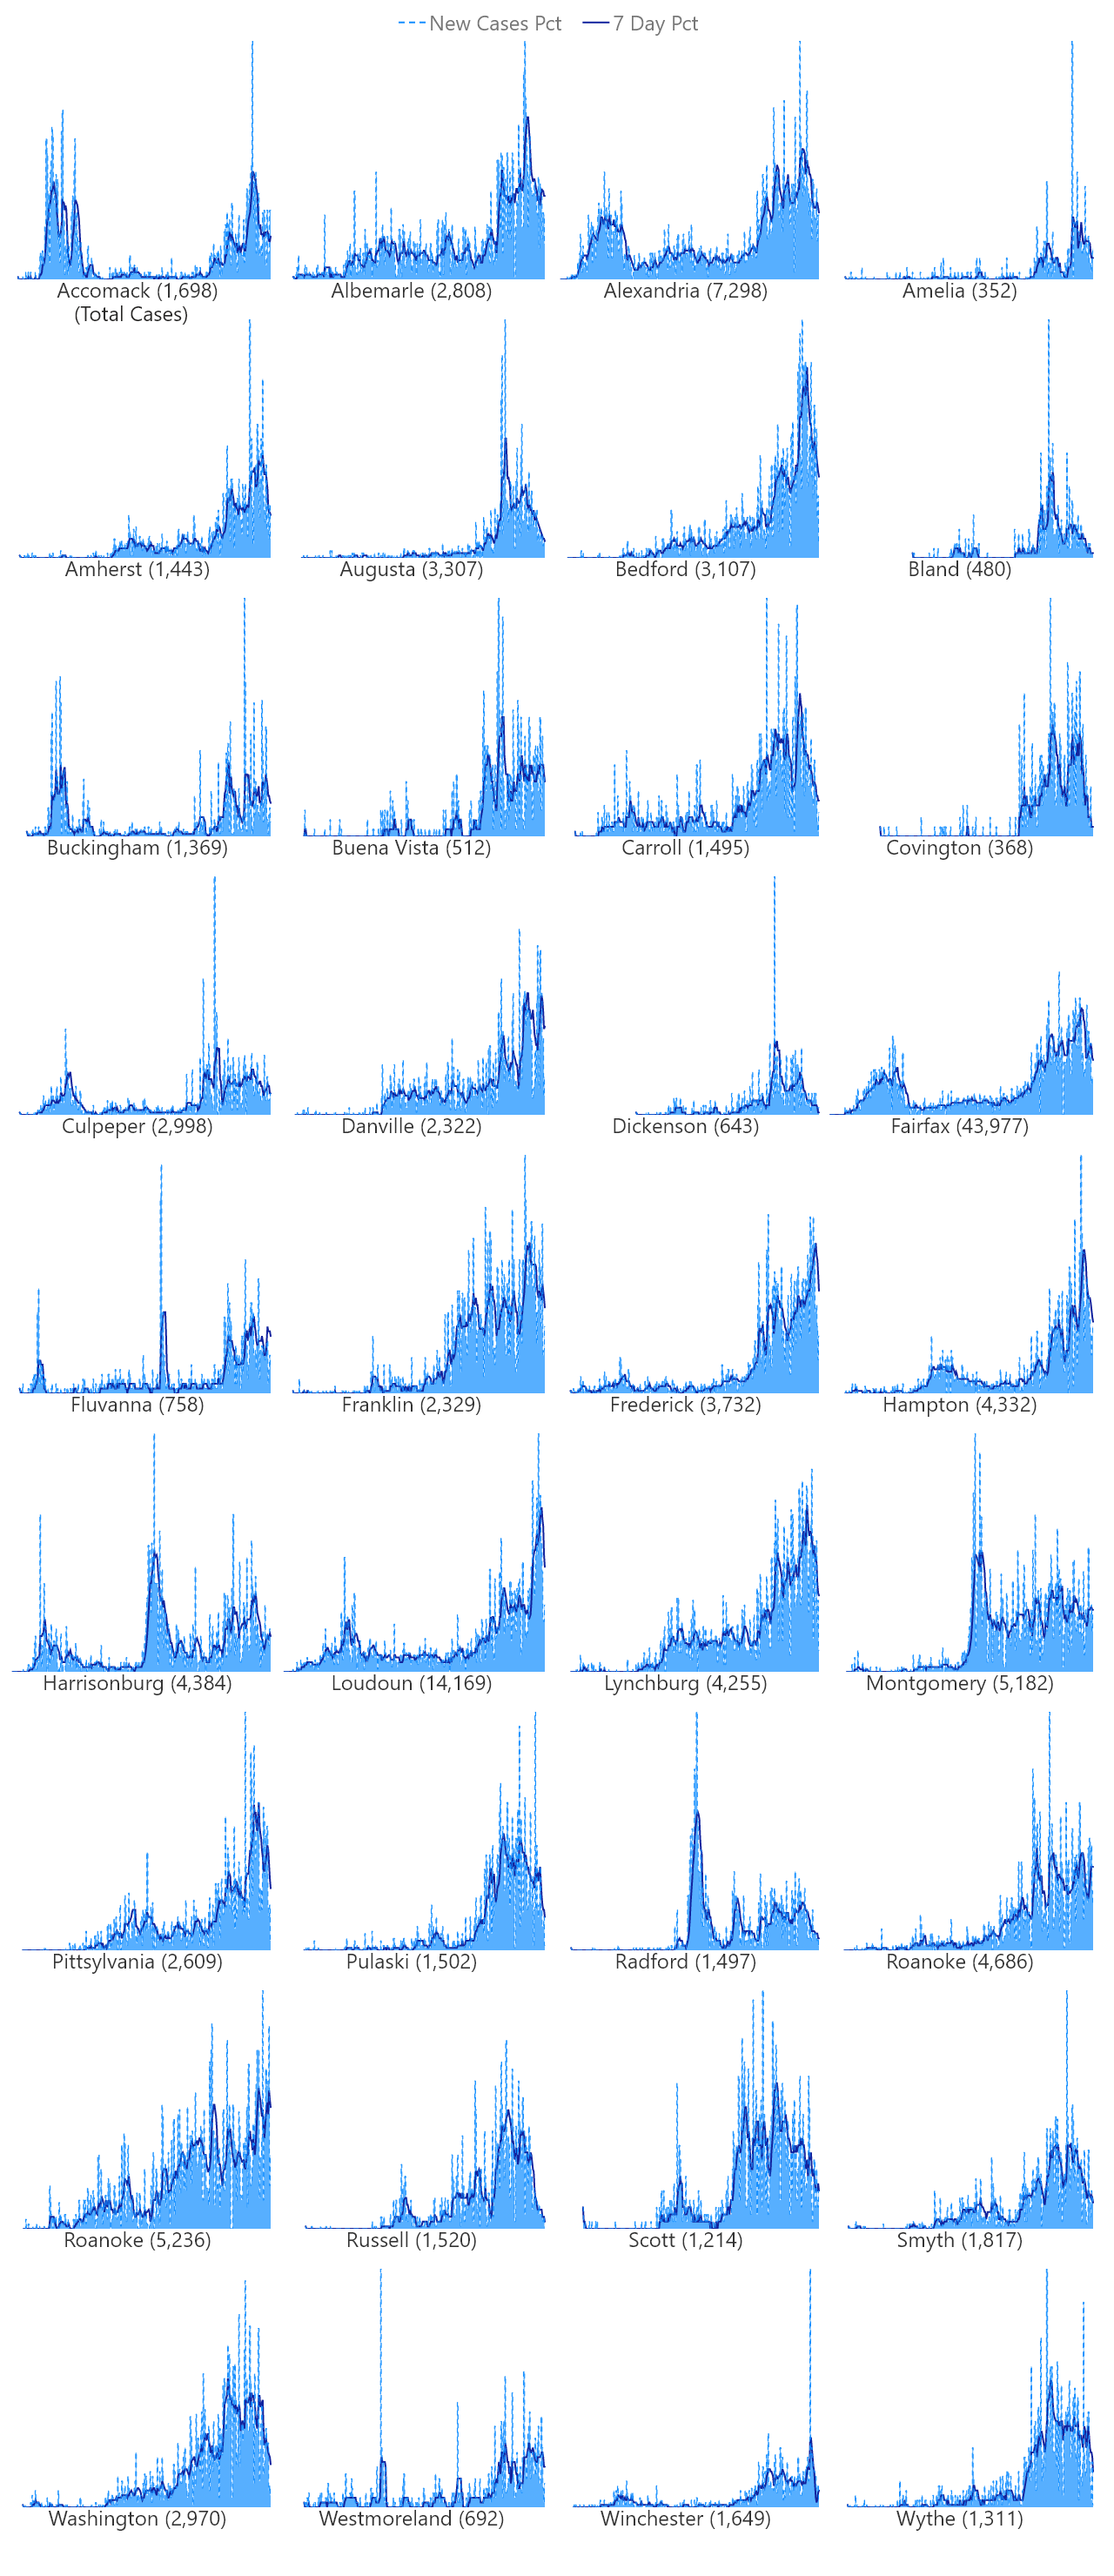 New Cases Pct 7 Day Pct
Accomack (1,698) Albemarle (2,808) Alexandria (7,298) Amelia (352)
(Total Cases)
Amherst (1,443) Augusta (3,307) Bedford (3,107) Bland (480)
Buckingham (1,369) Buena Vista (512) Carroll (1,495) Covington (368)
Culpeper (2,998) Danville (2,322) Dickenson (643) Fairfax (43,977)
Fluvanna (758) Franklin (2,329) Frederick (3,732) Hampton (4,332)
Harrisonburg (4,384) Loudoun (14,169) Lynchburg (4,255) Montgomery (5,182)
Pittsylvania (2,609) Pulaski (1,502) Radford (1,497) Roanoke (4,686)
Roanoke (5,236) Russell (1,520) Scott (1,214) Smyth (1,817)
Washington (2,970) Westmoreland (692) Winchester (1,649) Wythe (1,311)